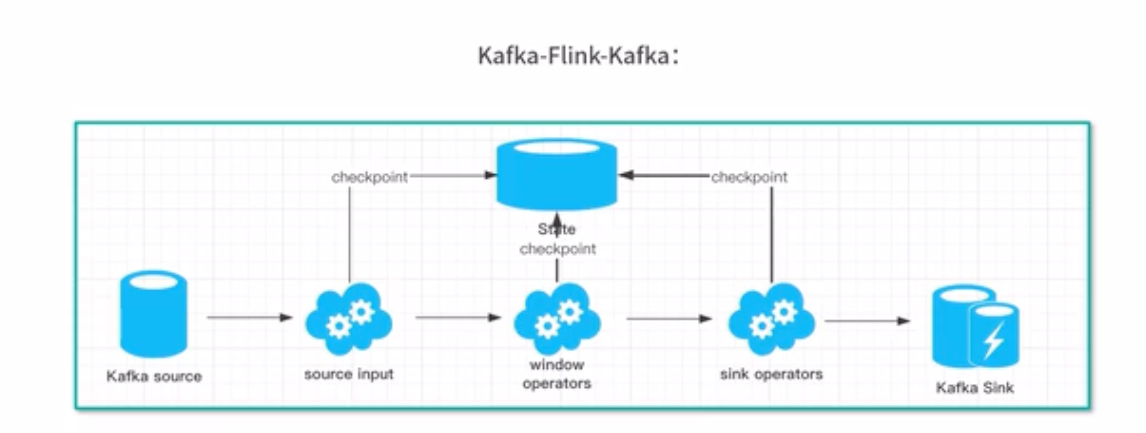 Kafka-Flink-Kafka：
checkpoint
checkpoint
State
checkpoint
Kafka source
source input
window
operators
sink operators
Kafka Sink